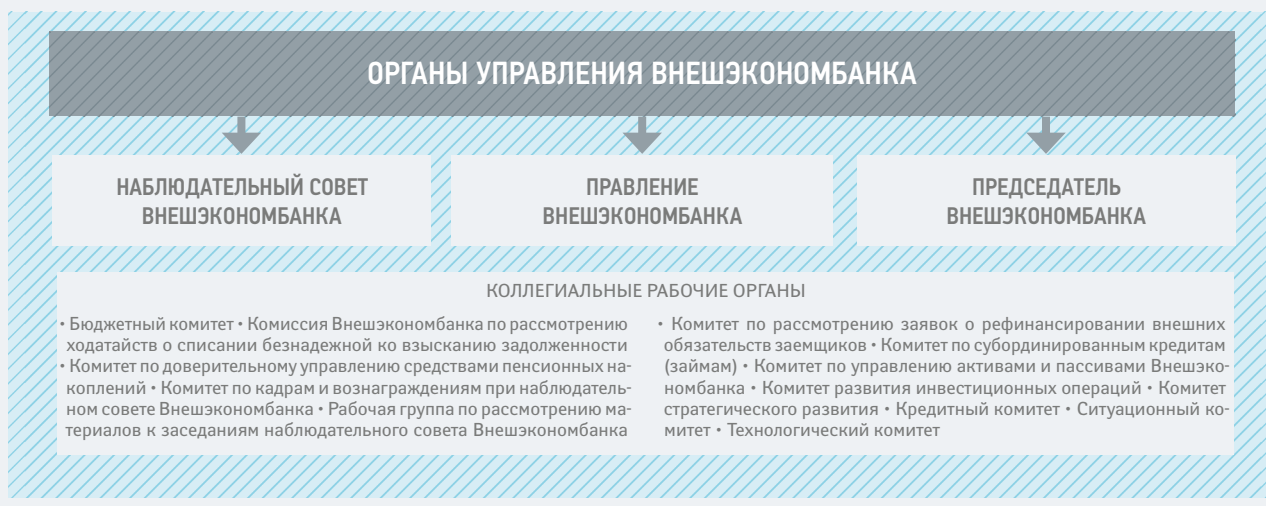 ОРГАНЫ УПРАВЛЕНИЯ ВНЕШЭКОНОМБАНКА
НАБЛЮДАТЕЛЬНЫЙ СОВЕТ
ВНЕШЭКОНОМБАНКА
ПРАВЛЕНИЕ
ВНЕШЭКОНОМБАНКА
ПРЕДСЕДАТЕЛЬ
ВНЕШЭКОНОМБАНКА
КОЛЛЕГИАЛЬНЫЕ РАБОЧИЕ ОРГАНЫ
• Бюджетный комитет • Комиссия Внешэкономбанка по рассмотрению
ходатайств о списании безнадежной ко взысканию задолженности
• Комитет по доверительному управлению средствами пенсионных на-
коплений • Комитет по кадрам и вознаграждениям при наблюдатель-
ном совете Внешэкономбанка • Рабочая группа по рассмотрению ма-
териалов к заседаниям наблюдательного совета Внешэкономбанка
• Комитет по рассмотрению заявок о рефинансировании внешних
обязательств заемщиков • Комитет по субординированным кредитам
(займам) • Комитет по управлению активами и пассивами Внешэко-
номбанка • Комитет развития инвестиционных операций • Комитет
стратегического развития • Кредитный комитет • Ситуационный ко-
митет • Технологический комитет